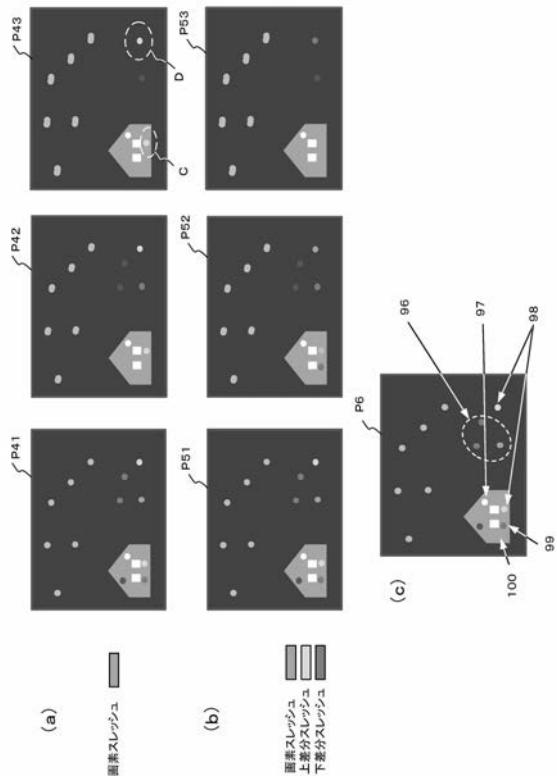 (a)
画素スレッシュ
P41
P42
P43
C
D
(b)
画素スレッシュ
上差分スレッシュ
下差分スレッシュ
P51
P52
P53
(c)
P6
96
97
98
99
100